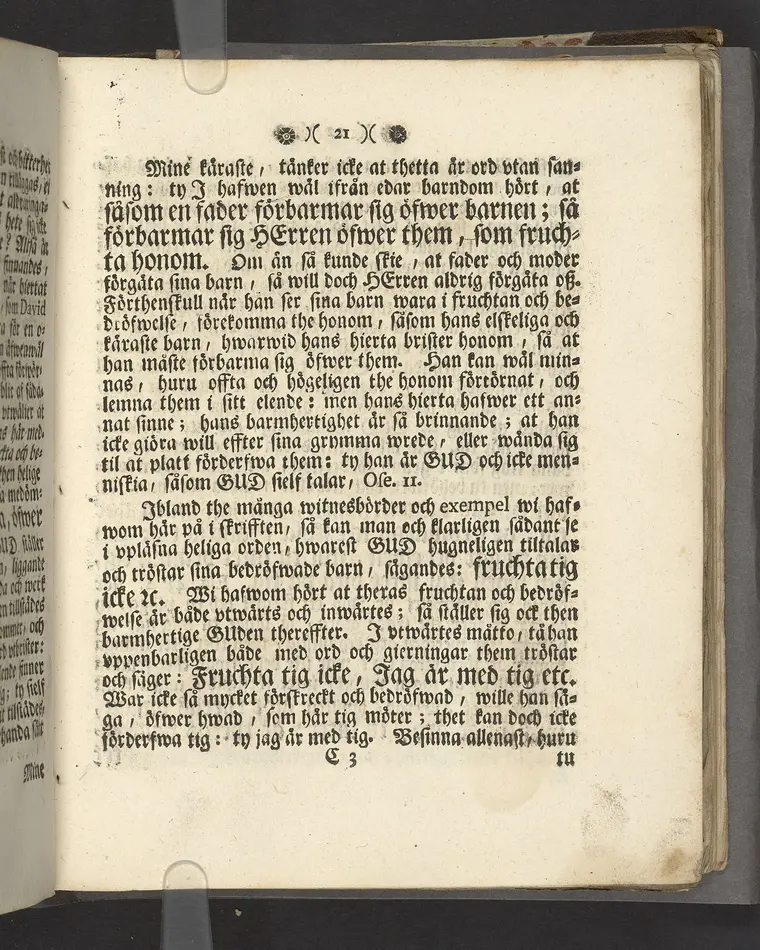 21
Mine käraste, tänker icke at thetta är ord vtan san=
ning: ty J hafwen wäl ifrån edar barndom hört, at
såsom en fader förbarmar sig öfwer barnen; så
förbarmar sig HErren öfwer them, som fruch=
ta honom. Om än så kunde skie, at fader och moder
förgåta sina barn, så will doch HErren aldrig förgåta oß.
Förthenskull när han ser sina barn wara i fruchtan och be=
dröfwelse, förekomma the honom, såsom hans elskeliga och
käraste barn, hwarwid hans hierta brister honom, så at
han måste förbarma sig öfwer them. Han kan wäl min=
nas, huru offta och högeligen the honom förtörnat, och
lemna them i sitt elende: men hans hierta hafwer ett an=
nat sinne; hans barmhertighet är så brinnande; at han
icke giöra will effter sina grymma wrede, eller wända sig
til at platt förderfwa them: ty han är GUD och icke men=
niskia, såsom GUD sielf talar, Ose. 11.
Jbland the många witnesbörder och exempel wi haf=
wom här på i skrifften, så kan man och klarligen sådant se
i vpläsna heliga orden, hwarest GUD hugneligen tiltalar
och tröstar sina bedröfwade barn, sägandes: fruchta tig
icke ꝛc. Wi hafwom hört at theras fruchtan och bedröf=
welse är både vtwärts och inwärtes; så ställer sig ock then
barmhertige GUden thereffter. J vtwärtes måtto, tå han
vppenbarligen både med ord och gierningar them tröstar
och säger: Fruchta tig icke, Jag är med tig etc.
War icke så mycket förskreckt och bedröfwad, wille han sä=
ga, öfwer hwad, som här tig möter; thet kan doch icke
förderfwa tig: ty jag är med tig. Besinna allenast, huru
C 3 tu
Mine